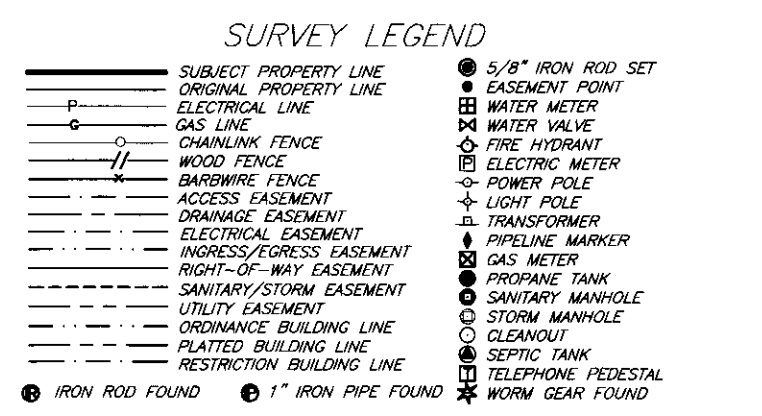 SURVEY LEGEND
SUBJECT PROPERTY LINE
ORIGINAL PROPERTY LINE
P ELECTRICAL LINE
G GAS LINE
CHAINLINK FENCE
WOOD FENCE
BARBWIRE FENCE
ACCESS EASEMENT
DRAINAGE EASEMENT
ELECTRICAL EASEMENT
INGRESS/EGRESS EASEMENT
RIGHT-OF-WAY EASEMENT
SANITARY/STORM EASEMENT
UTILITY EASEMENT
ORDINANCE BUILDING LINE
PLATTED BUILDING LINE
RESTRICTION BUILDING LINE
R IRON ROD FOUND
P 1" IRON PIPE FOUND
5/8" IRON ROD SET
EASEMENT POINT
WATER METER
WATER VALVE
FIRE HYDRANT
P ELECTRIC METER
POWER POLE
LIGHT POLE
TRANSFORMER
PIPELINE MARKER
GAS METER
PROPANE TANK
SANITARY MANHOLE
STORM MANHOLE
CLEANOUT
SEPTIC TANK
T TELEPHONE PEDESTAL
WORM GEAR FOUND